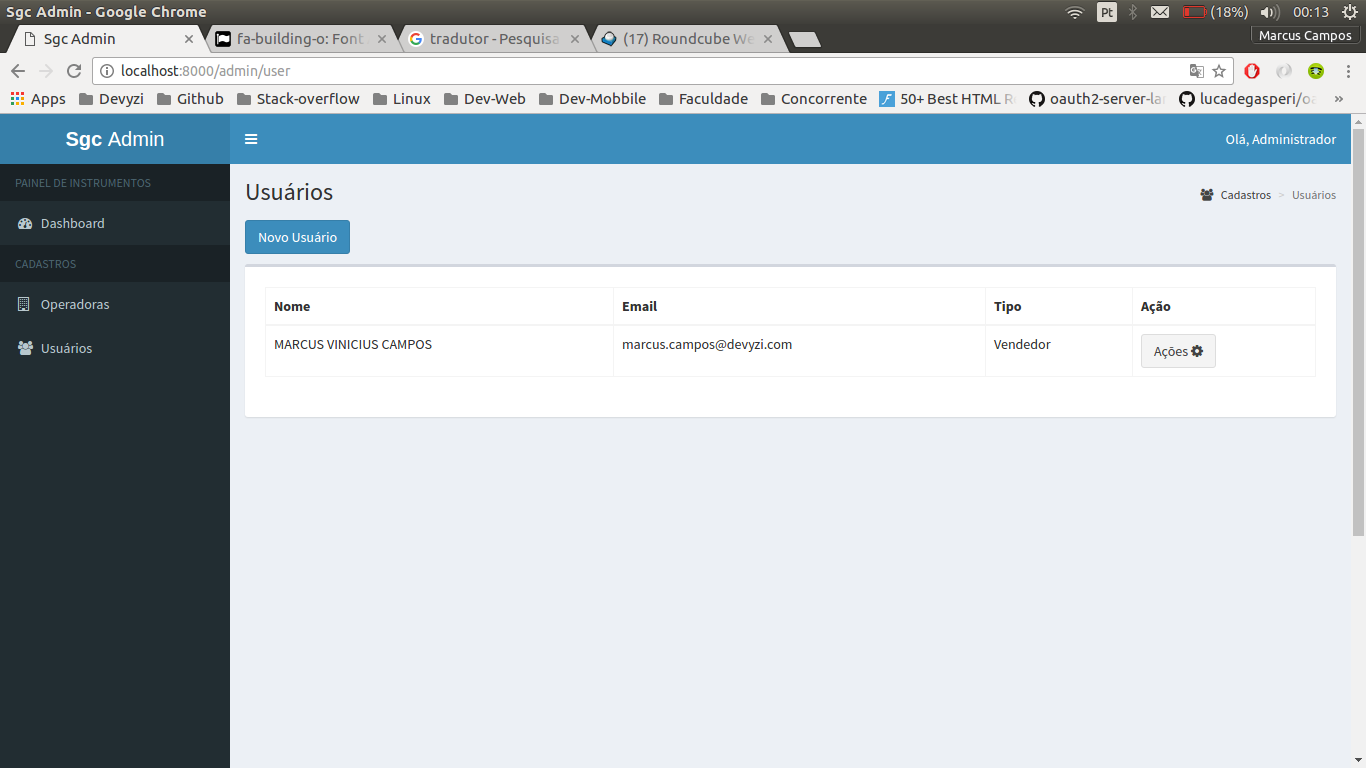 Sgc Admin - Google Chrome
Pt
(18%)
00:13
Sgc Admin
fa-building-o: Font
tradutor - Pesquisa
(17) Roundcube We
Marcus Campos
localhost:8000/admin/user
Apps
Devyzi
Github
Stack-overflow
Linux
Dev-Web
Dev-Mobbile
Faculdade
Concorrente
50+ Best HTML R
oauth2-server-la
lucadegasperi/oa
»
Sgc Admin
Olá, Administrador
PAINEL DE INSTRUMENTOS
Dashboard
CADASTROS
Operadoras
Usuários
Usuários
Cadastros > Usuários
Novo Usuário
Nome Email Tipo Ação
MARCUS VINICIUS CAMPOS marcus.campos@devyzi.com Vendedor Ações